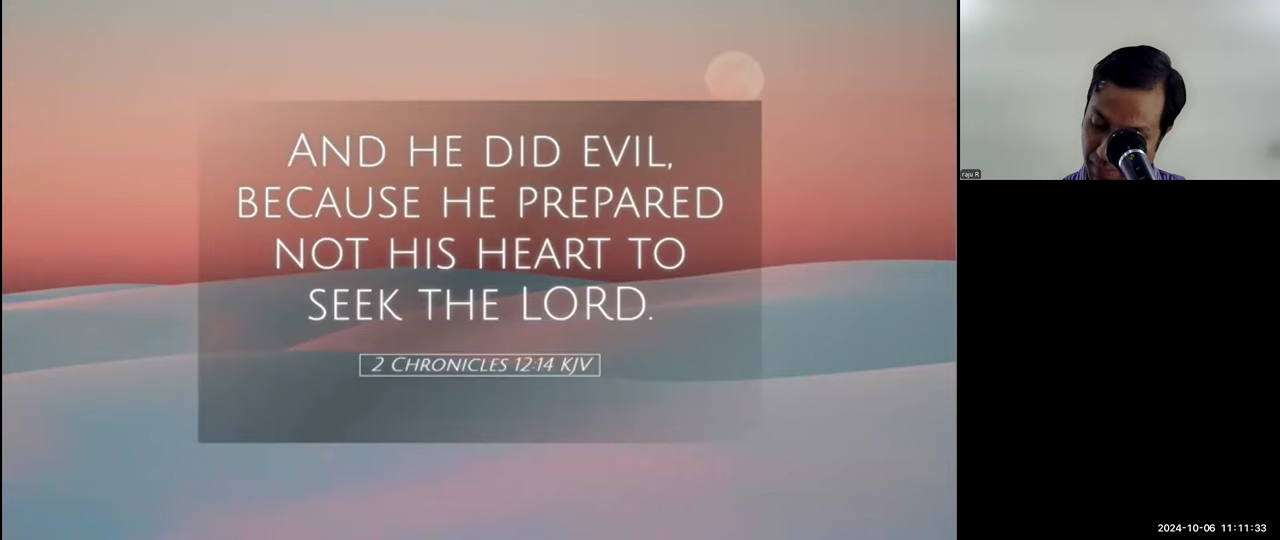 AND HE DID EVIL,
BECAUSE HE PREPARED
NOT HIS HEART TO
SEEK THE LORD.
2 CHRONICLES 12:14 KJV
raju R
2024-10-06 11:11:33